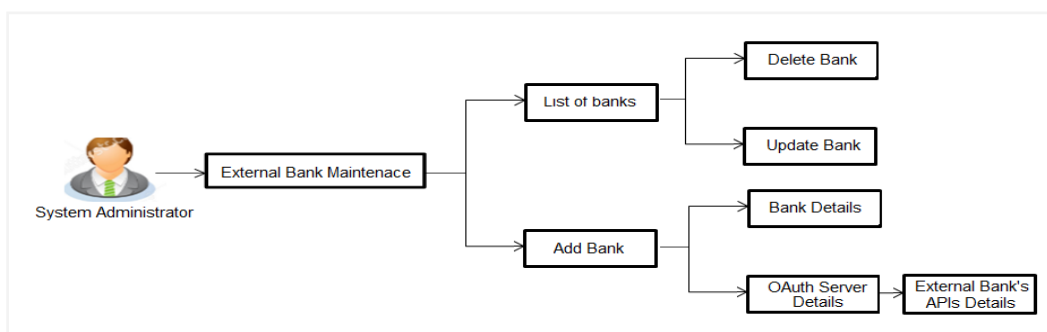 Delete Bank
List of banks
Update Bank
External Bank Maintenace
System Administrator
Bank Details
Add Bank
OAuth Server
Details
External Bank's
APIs Details